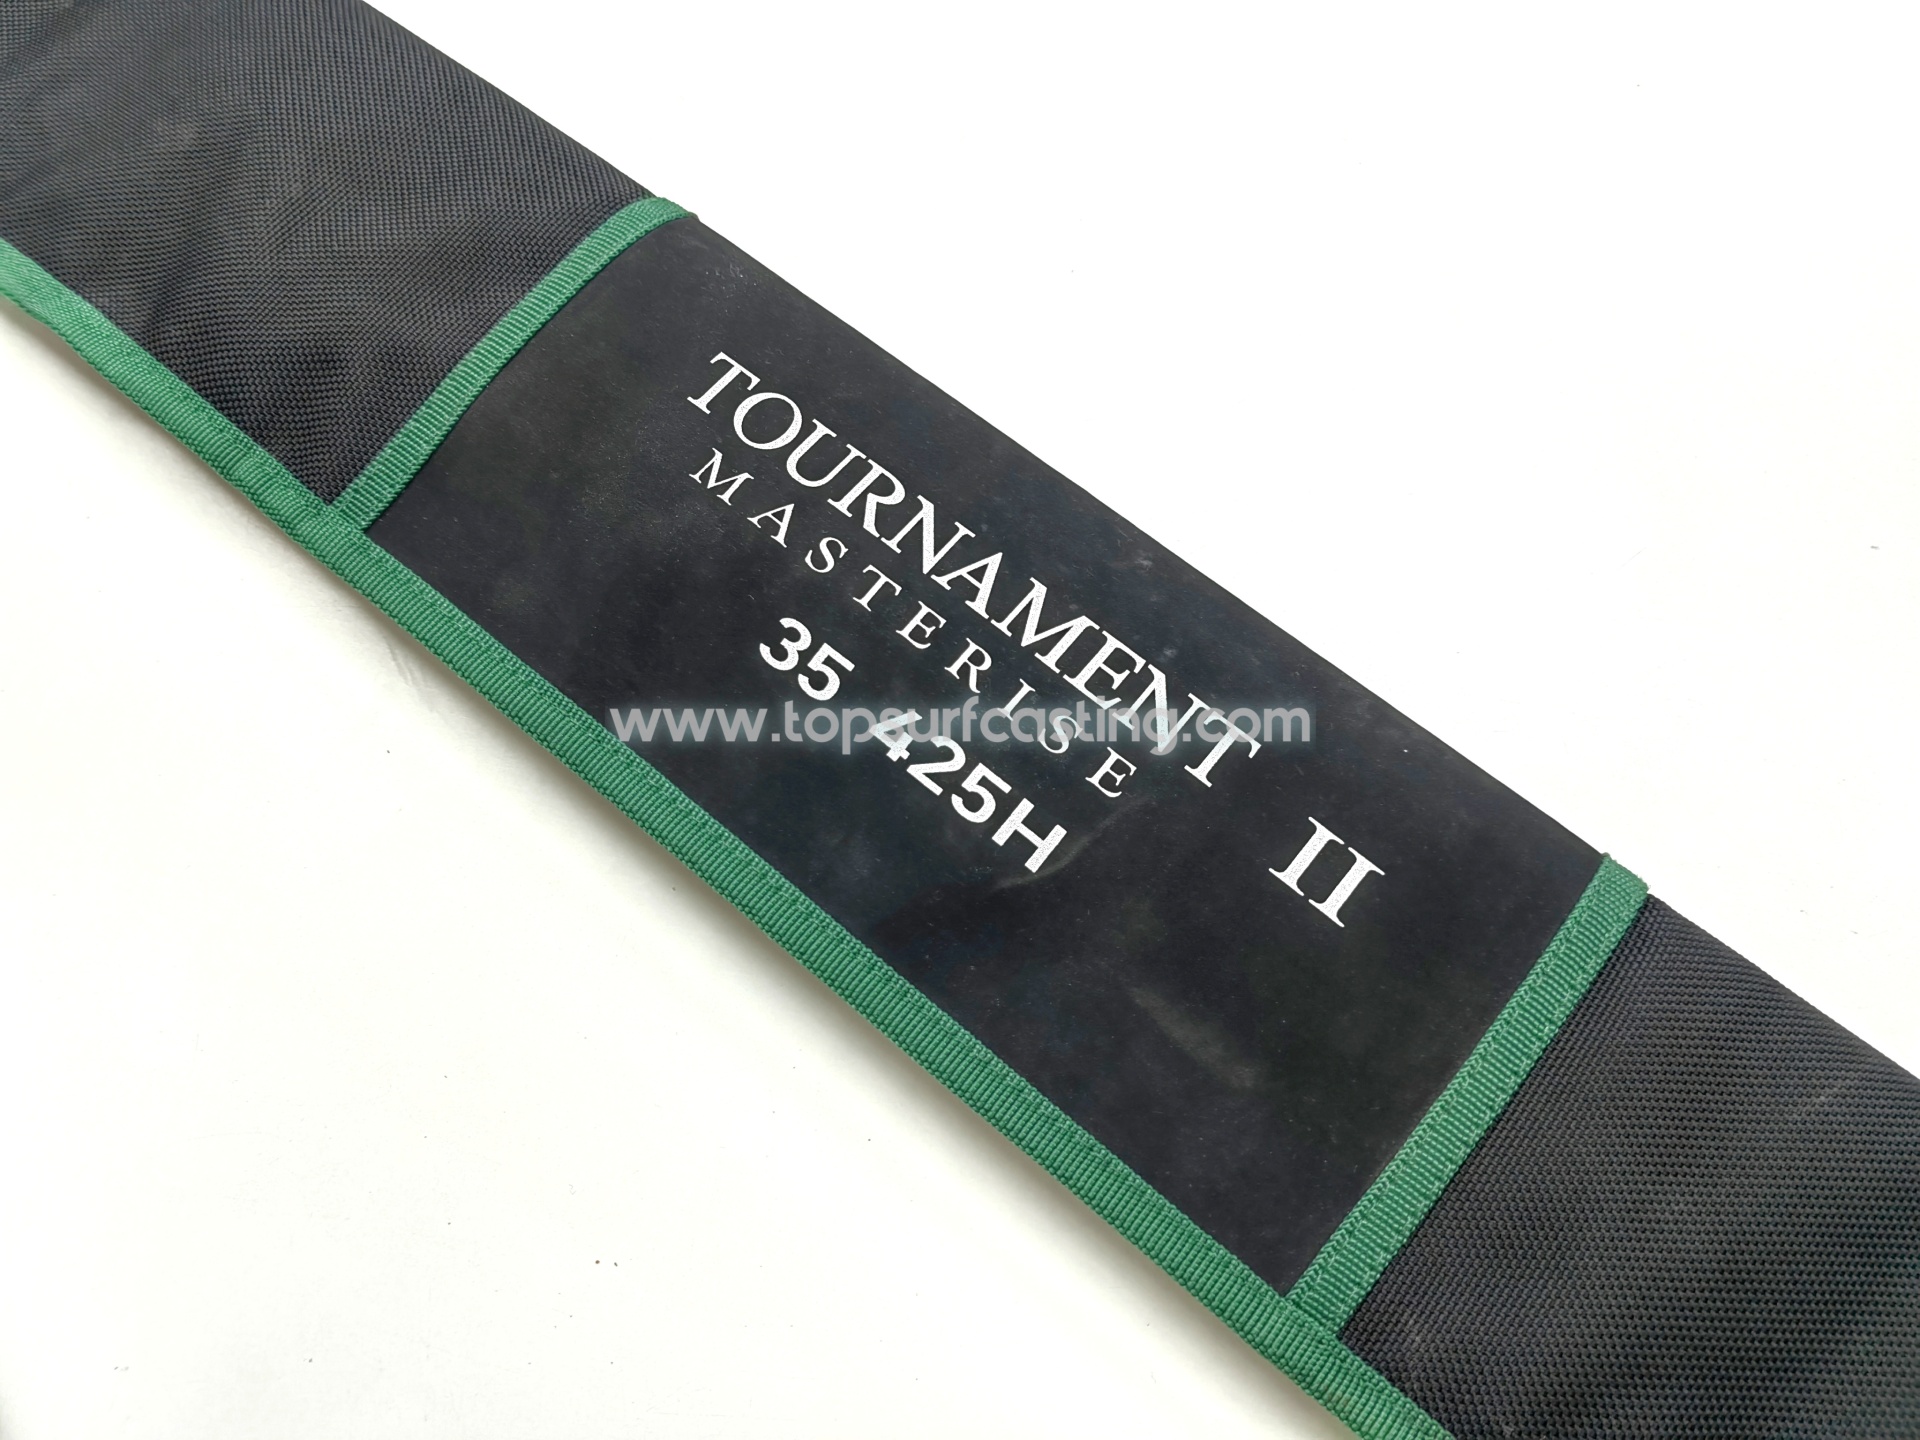 TOURNAMENT II
MASTERISE
35 425H
www.topsurfcasting.com